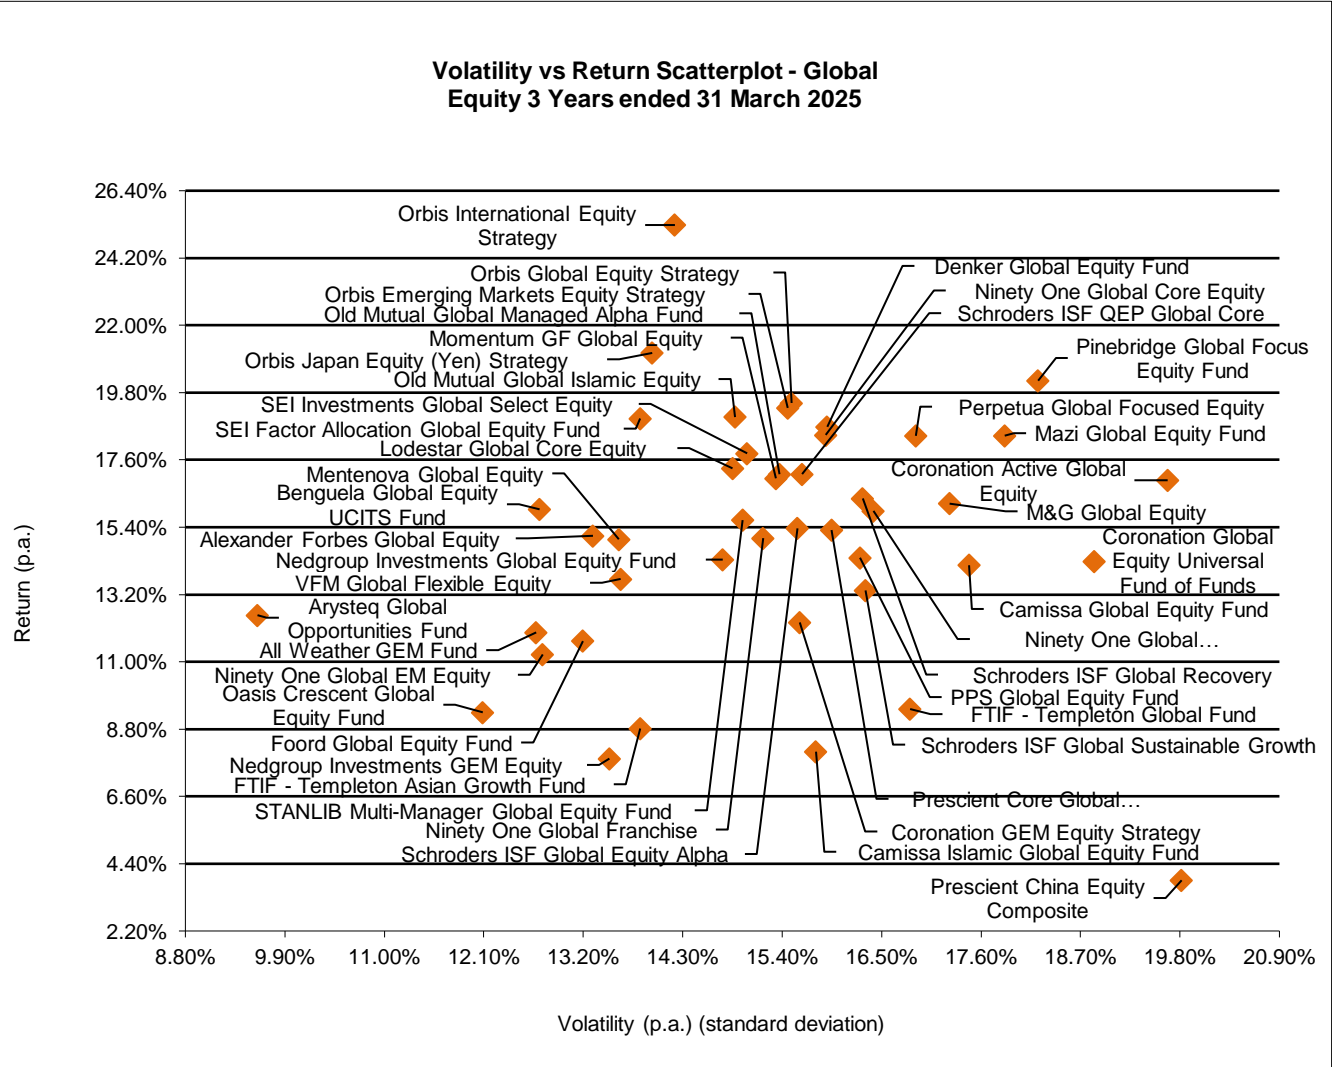 Volatility vs Return Scatterplot - Global
Equity 3 Years ended 31 March 2025
26.40%
24.20%
22.00%
19.80%
17.60%
15.40%
13.20%
11.00%
8.80%
6.60%
4.40%
2.20%
Return (p.a.)
Orbis International Equity
Strategy
Orbis Global Equity Strategy
Orbis Emerging Markets Equity Strategy
Old Mutual Global Managed Alpha Fund
Momentum GF Global Equity
Orbis Japan Equity (Yen) Strategy
Old Mutual Global Islamic Equity
SEI Investments Global Select Equity
SEI Factor Allocation Global Equity Fund
Lodestar Global Core Equity
Mentenova Global Equity
Benguela Global Equity
UCITS Fund
Alexander Forbes Global Equity
Nedgroup Investments Global Equity Fund
VFM Global Flexible Equity
Arysteq Global
Opportunities Fund
All Weather GEM Fund
Ninety One Global EM Equity
Oasis Crescent Global
Equity Fund
Foord Global Equity Fund
Nedgroup Investments GEM Equity
FTIF - Templeton Asian Growth Fund
STANLIB Multi-Manager Global Equity Fund
Ninety One Global Franchise
Schroders ISF Global Equity Alpha
Denker Global Equity Fund
Ninety One Global Core Equity
Schroders ISF QEP Global Core
Pinebridge Global Focus
Equity Fund
Perpetua Global Focused Equity
Mazi Global Equity Fund
Coronation Active Global
Equity
M&G Global Equity
Coronation Global
Equity Universal
Fund of Funds
Camissa Global Equity Fund
Ninety One Global…
Schroders ISF Global Recovery
PPS Global Equity Fund
FTIF - Templeton Global Fund
Schroders ISF Global Sustainable Growth
Prescient Core Global…
Coronation GEM Equity Strategy
Camissa Islamic Global Equity Fund
Prescient China Equity
Composite
8.80% 9.90% 11.00% 12.10% 13.20% 14.30% 15.40% 16.50% 17.60% 18.70% 19.80% 20.90%
Volatility (p.a.) (standard deviation)